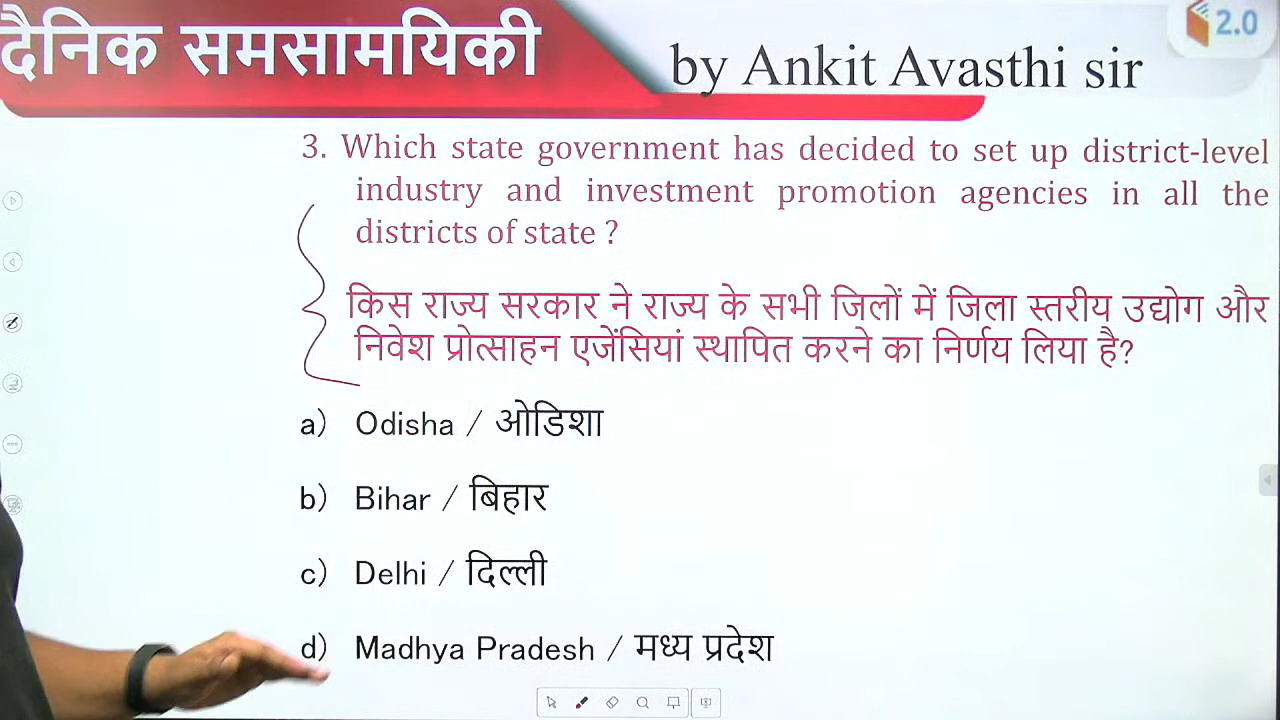 दैनिक समसामयिकी
by Ankit Avasthi sir
2.0
3. Which state government has decided to set up district-level
industry and investment promotion agencies in all the
districts of state ?
किस राज्य सरकार ने राज्य के सभी जिलों में जिला स्तरीय उद्योग और
निवेश प्रोत्साहन एजेंसियां स्थापित करने का निर्णय लिया है?
a) Odisha / ओडिशा
b) Bihar / बिहार
c) Delhi / दिल्ली
d) Madhya Pradesh / मध्य प्रदेश